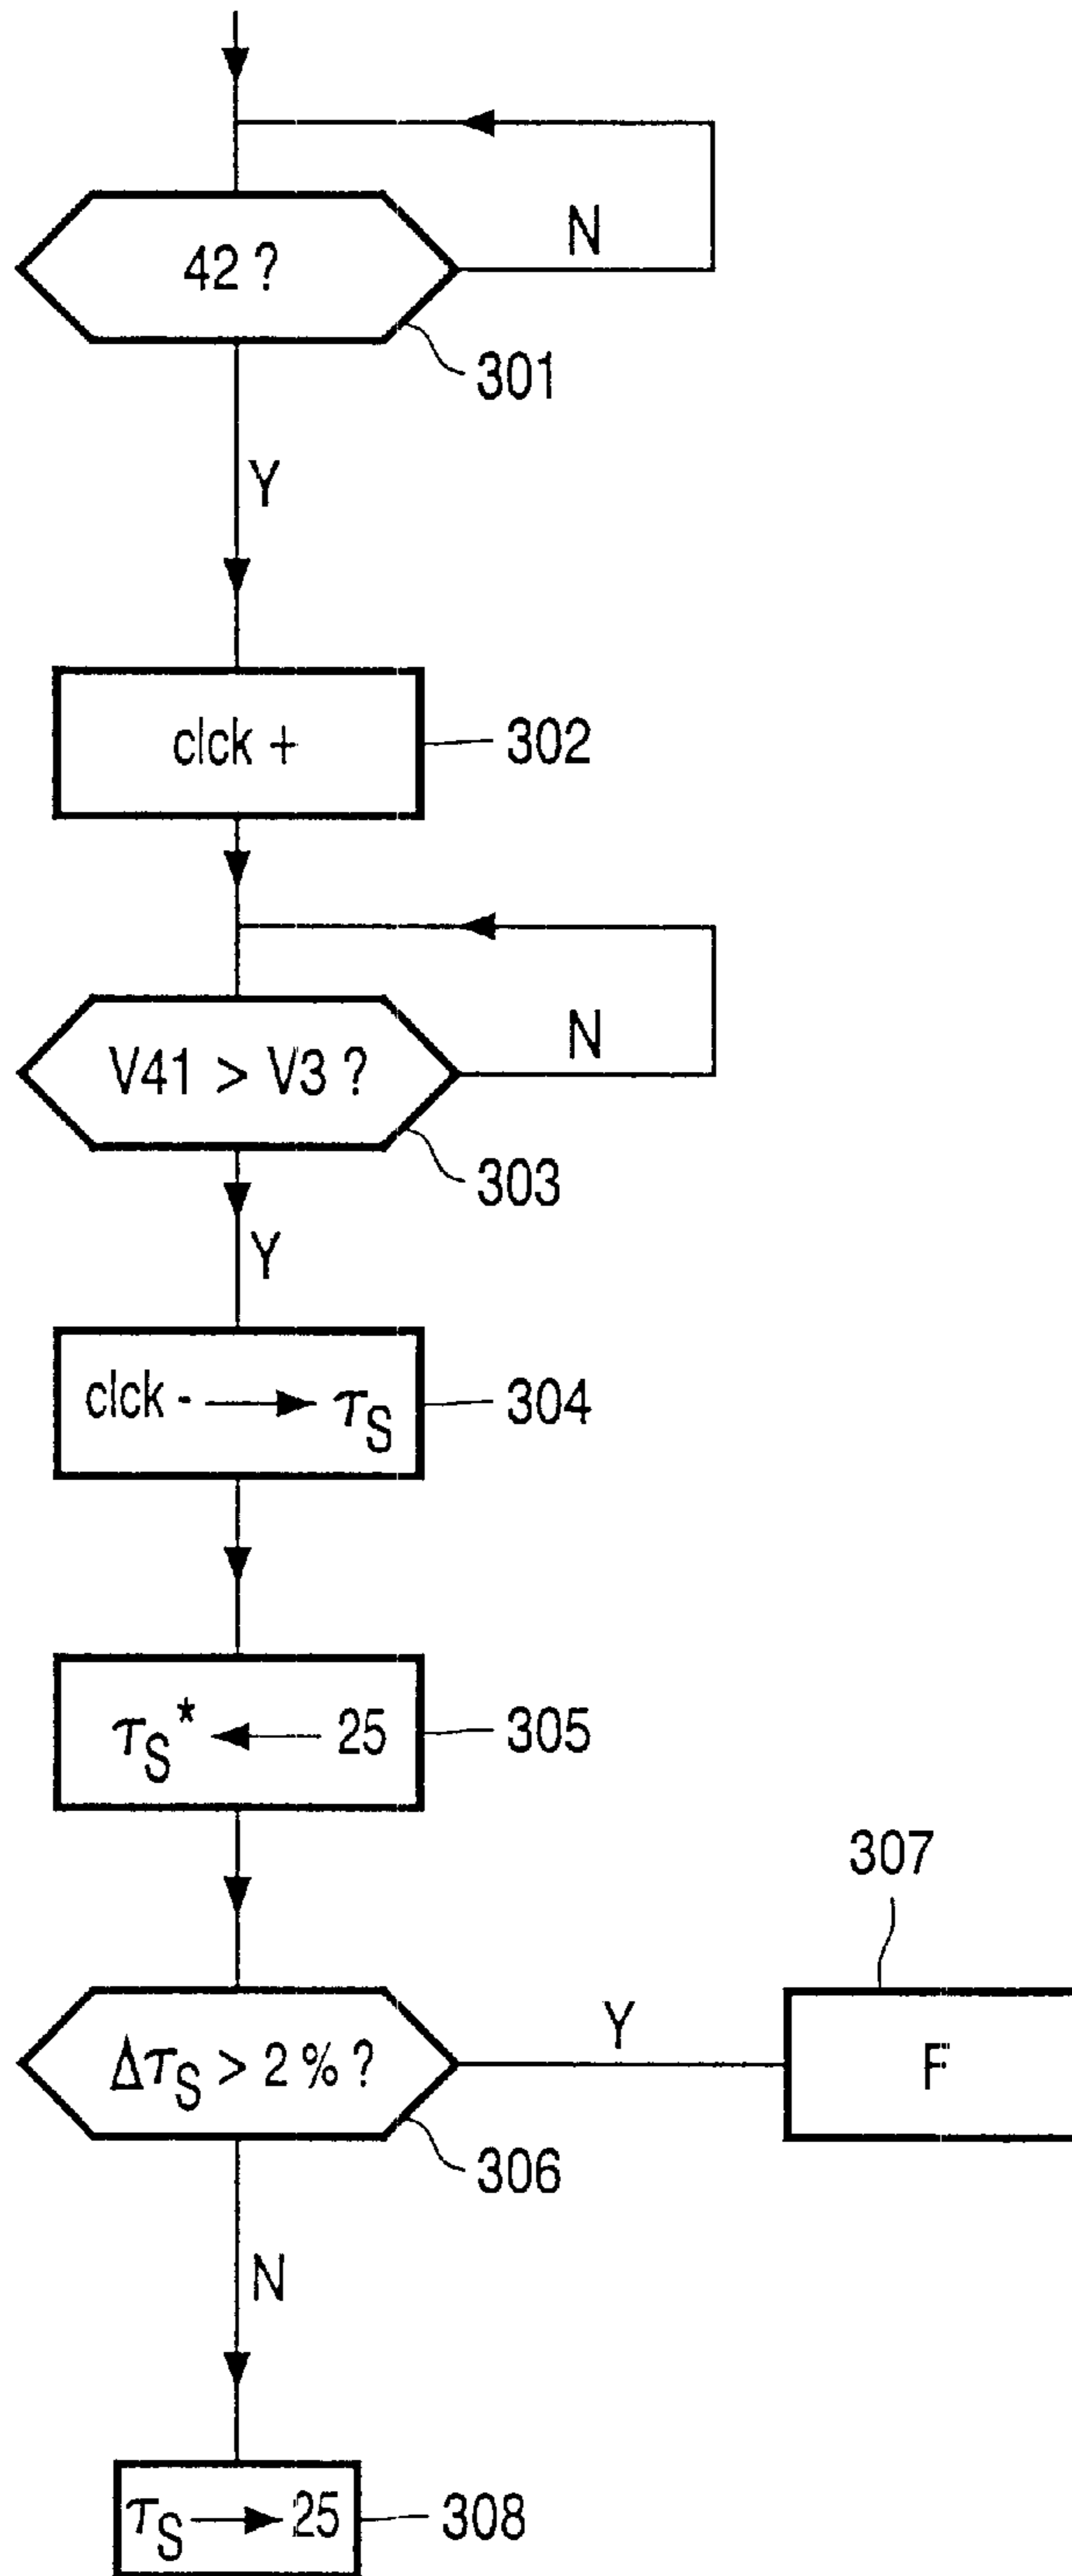 42 ?
N
301
Y
clck +
302
V41 > V3 ?
N
303
Y
clck - → τS
304
τS* ← 25
305
307
ΔτS > 2 % ?
Y
F
306
N
τS → 25
308